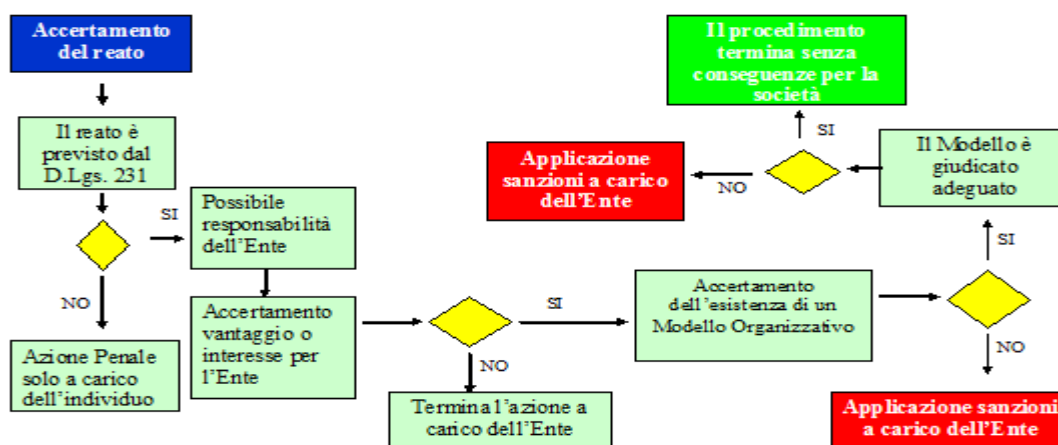 Accertamento
del reato
Il reato è
previsto dal
D.Lgs. 231
SI
NO
Azione Penale
solo a carico
dell'individuo
Possibile
responsabilità
dell'Ente
Accertamento
vantaggio o
interesse per
l'Ente
SI
NO
Termina l'azione a
carico dell'Ente
Accertamento
dell'esistenza di un
Modello Organizzativo
SI
NO
Applicazione sanzioni
a carico dell'Ente
Il Modello è
giudicato
adeguato
SI
NO
Il procedimento
termina senza
conseguenze per la
società
Applicazione
sanzioni a carico
dell'Ente